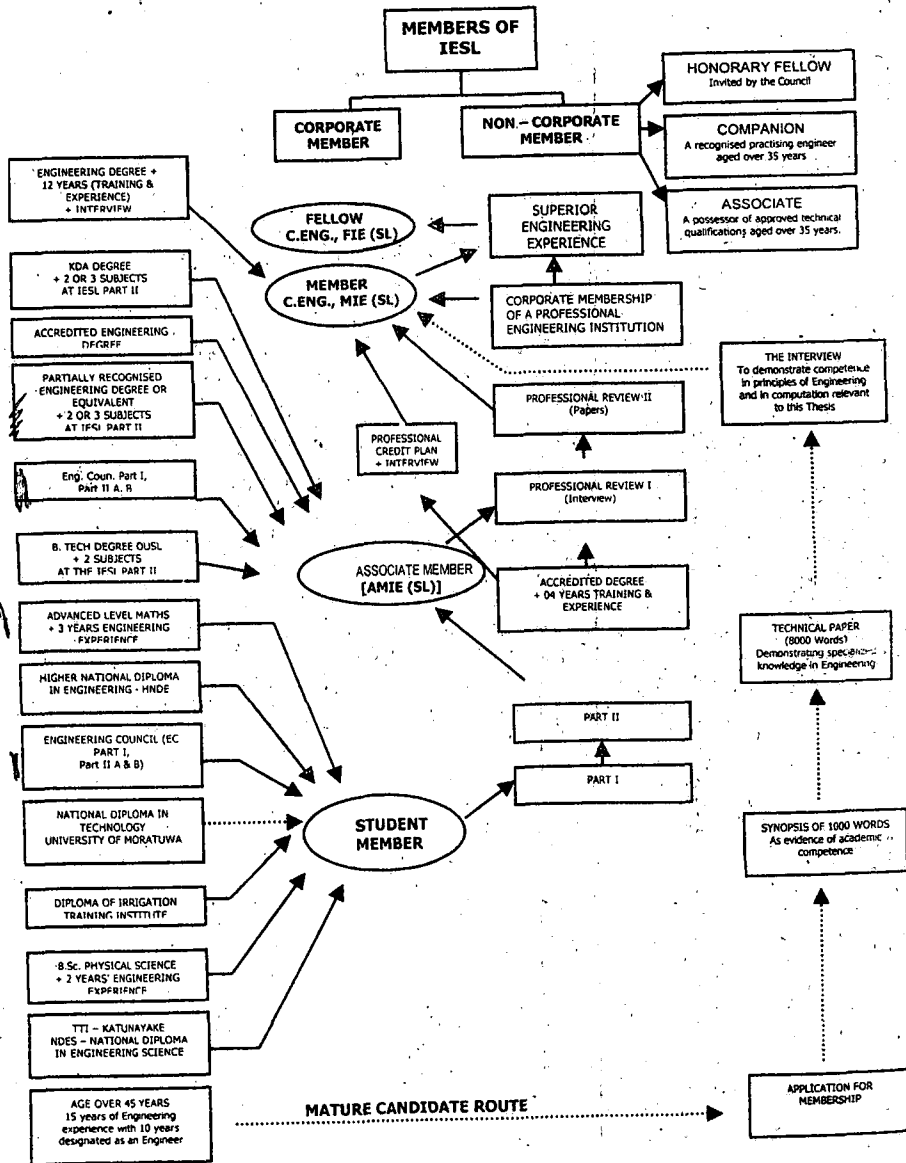 MEMBERS OF
IESL
CORPORATE
MEMBER
NON.– CORPORATE
MEMBER
HONORARY FELLOW
Invited by the Council
COMPANION
A recognised practising engineer
aged over 35 years
ASSOCIATE
A possessor of approved technical
qualifications aged over 35 years.
ENGINEERING DEGREE +
12 YEARS (TRAINING &
EXPERIENCE)
+ INTERVIEW
KDA DEGREE
+ 2 OR 3 SUBJECTS
AT IESL PART II
ACCREDITED ENGINEERING
DEGREE
PARTIALLY RECOGNISED
ENGINEERING DEGREE OR
EQUIVALENT
+ 2 OR 3 SUBJECTS
AT IESL PART II
Eng. Coun. Part I,
Part II A. B
B. TECH DEGREE OUSL
+ 2 SUBJECTS
AT THE IESL PART II
ADVANCED LEVEL MATHS
+ 3 YEARS ENGINEERING
EXPERIENCE
HIGHER NATIONAL DIPLOMA
IN ENGINEERING - HNDE
ENGINEERING COUNCIL (EC
PART I,
Part II A & B)
NATIONAL DIPLOMA IN
TECHNOLOGY
UNIVERSITY OF MORATUWA
DIPLOMA OF IRRIGATION
TRAINING INSTITUTE
B.Sc. PHYSICAL SCIENCE
+ 2 YEARS' ENGINEERING
EXPERIENCE
TTI – KATUNAYAKE
NDES – NATIONAL DIPLOMA
IN ENGINEERING SCIENCE
AGE OVER 45 YEARS
15 years of Engineering
experience with 10 years
designated as an Engineer
FELLOW
C.ENG., FIE (SL)
MEMBER
C.ENG., MIE (SL)
SUPERIOR
ENGINEERING
EXPERIENCE
CORPORATE MEMBERSHIP
OF A PROFESSIONAL
ENGINEERING INSTITUTION
PROFESSIONAL REVIEW II
(Papers)
PROFESSIONAL
CREDIT PLAN
+ INTERVIEW
PROFESSIONAL REVIEW I
(Interview)
ASSOCIATE MEMBER
[AMIE (SL)]
ACCREDITED DEGREE
+ 04 YEARS TRAINING &
EXPERIENCE
PART II
PART I
STUDENT
MEMBER
THE INTERVIEW
To demonstrate competence
in principles of Engineering
and in computation relevant
to this Thesis
TECHNICAL PAPER
(8000 Words)
Demonstrating specialized
knowledge in Engineering
SYNOPSIS OF 1000 WORDS
As evidence of academic
competence
APPLICATION FOR
MEMBERSHIP
MATURE CANDIDATE ROUTE